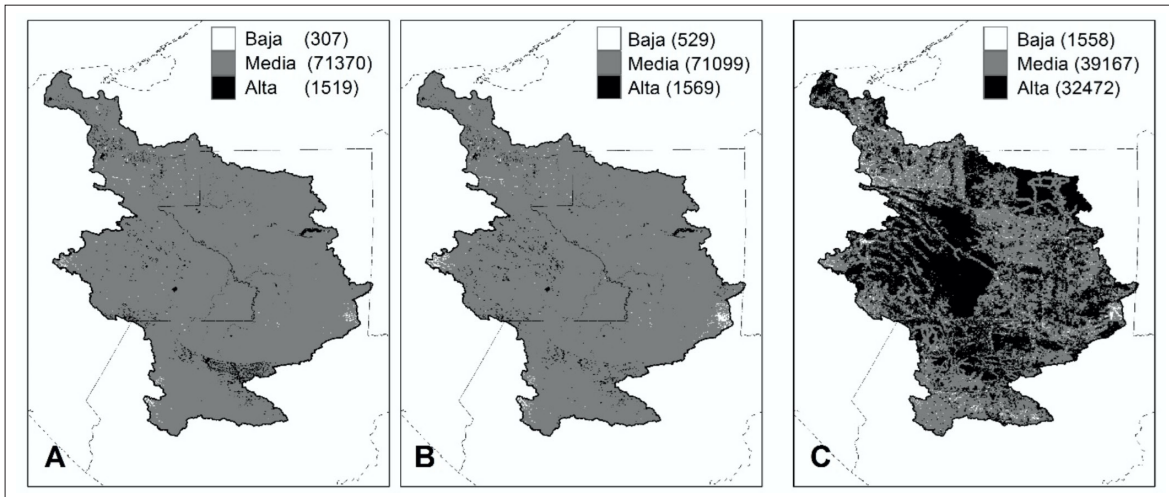 Baja (307)
Media (71370)
Alta (1519)
A
Baja (529)
Media (71099)
Alta (1569)
B
Baja (1558)
Media (39167)
Alta (32472)
C